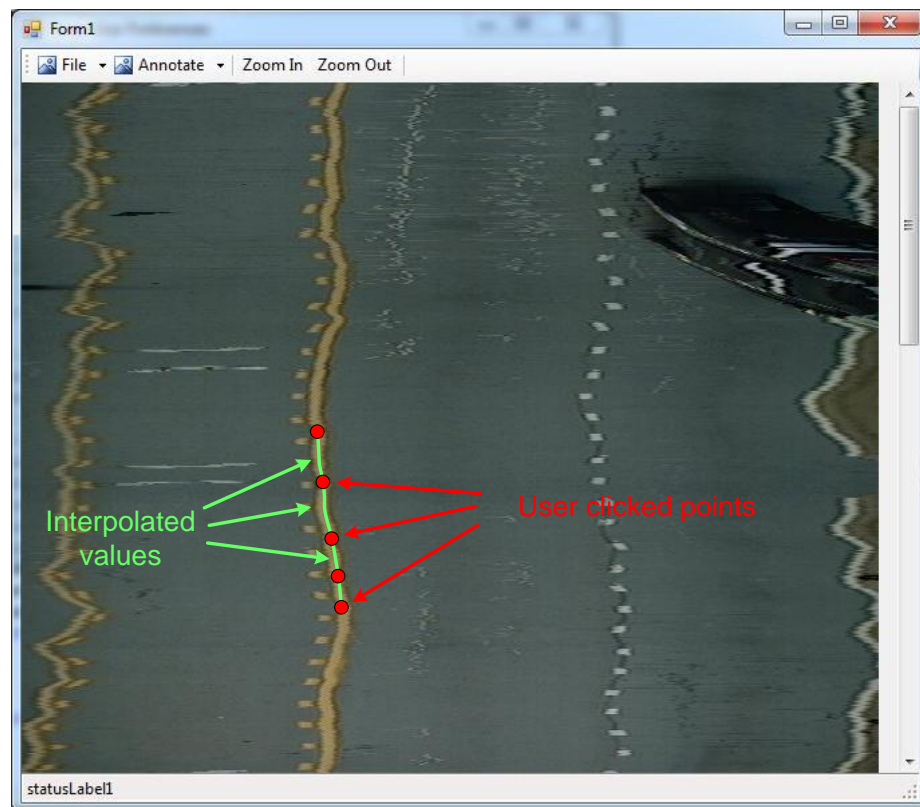 Form1
File Annotate Zoom In Zoom Out
User clicked points
Interpolated
values
statusLabel1